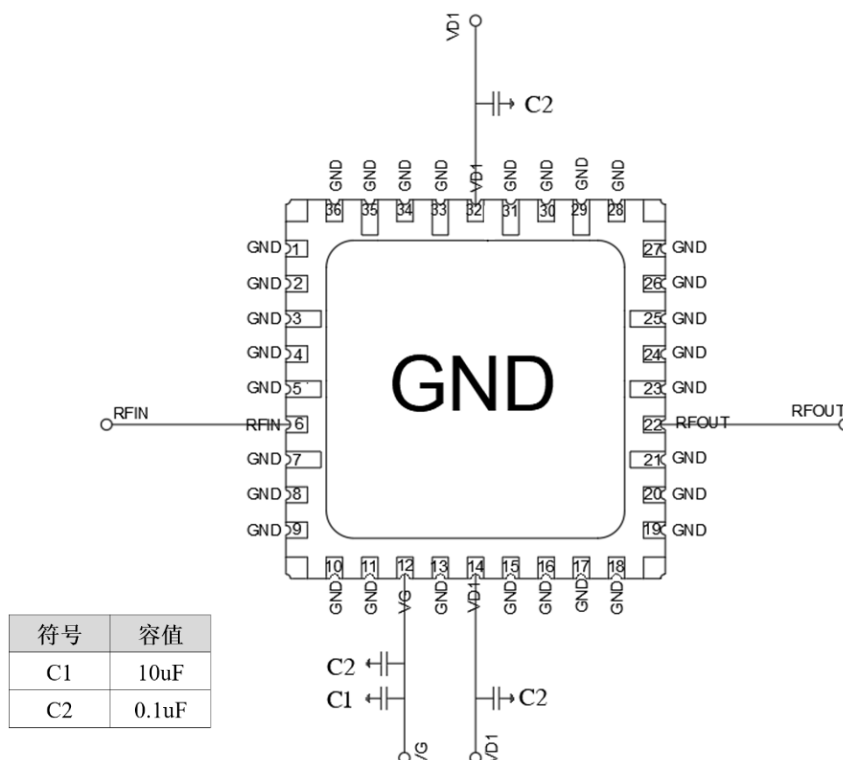 VD1
C2
GND GND GND GND VD1 GND GND GND GND
36 35 34 33 32 31 30 29 28
GND 1 27 GND
GND 2 26 GND
GND 3 25 GND
GND 4 24 GND
GND
GND 5 23 GND
RFIN RFIN 6 22 RFOUT RFOUT
GND 7 21 GND
GND 8 20 GND
GND 9 19 GND
10 11 12 13 14 15 16 17 18
GND GND VG GND VD1 GND GND GND GND
C2
C1 C2
VG VD1
符号 容值
C1 10uF
C2 0.1uF